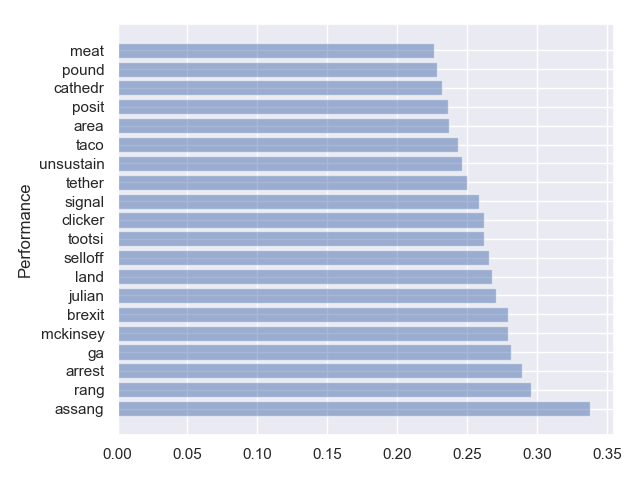 meat
pound
cathedr
posit
area
taco
unsustain
tether
signal
clicker
tootsi
selloff
land
julian
brexit
mckinsey
ga
arrest
rang
assang
Performance
0.00 0.05 0.10 0.15 0.20 0.25 0.30 0.35